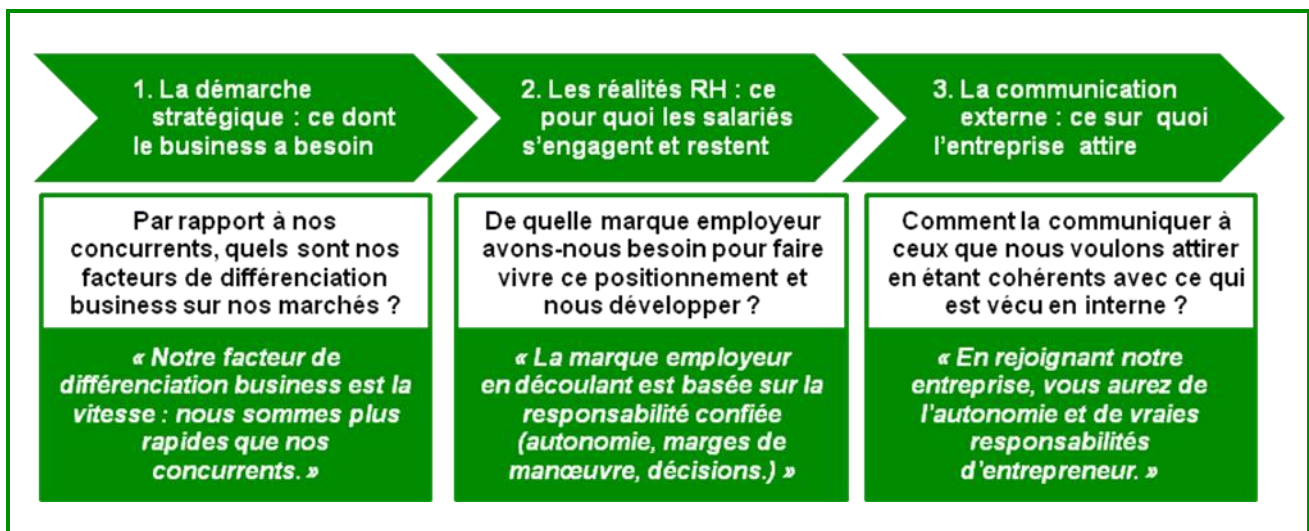 1. La démarche
stratégique : ce dont
le business a besoin
2. Les réalités RH : ce
pour quoi les salariés
s'engagent et restent
3. La communication
externe : ce sur quoi
l'entreprise attire
Par rapport à nos
concurrents, quels sont nos
facteurs de différenciation
business sur nos marchés ?
De quelle marque employeur
avons-nous besoin pour faire
vivre ce positionnement et
nous développer ?
Comment la communiquer à
ceux que nous voulons attirer
en étant cohérents avec ce qui
est vécu en interne ?
« Notre facteur de
différenciation business est la
vitesse : nous sommes plus
rapides que nos
concurrents. »
« La marque employeur
en découlant est basée sur la
responsabilité confiée
(autonomie, marges de
manœuvre, décisions.) »
« En rejoignant notre
entreprise, vous aurez de
l'autonomie et de vraies
responsabilités
d'entrepreneur. »